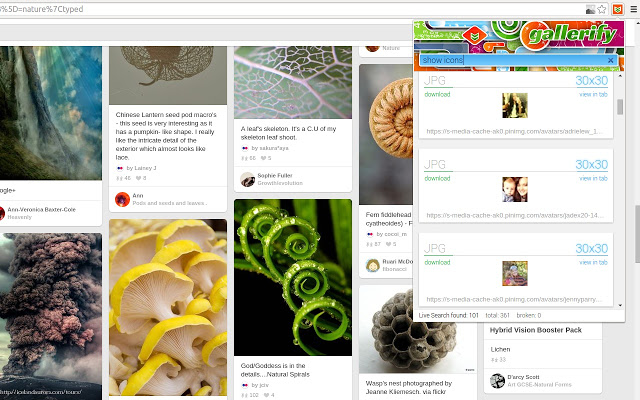 5D=nature%7Ctyped
ogle+
Ann-Veronica Baxter-Cole
Heavenly
http://icelandvisitors.com/tours/
Chinese Lantern seed pod macro's
- this seed is very interesting as it
has a pumpkin- like shape. I really
like the intricate detail of the
exterior which almost looks like
lace.
by Lainey J
46 8
Ann
Pods and seeds and leaves..
A leaf's skeleton. It's a C.U of my
skeleton leaf shoot.
by sakura*aya
66 5
Sophie Fuller
Growth/evolution
God/Goddess is in the
details....Natural Spirals
by jciv
102 4
Nature
Fern fiddlehead
cyatheoides) - F
by cocoi_m
87 5
Ruari McDo
fibonacci
Wasp's nest photographed by
Jeanne Kliemesch. via flickr
gallerify
show icons
JPG 30x30
download view in tab
https://s-media-cache-ak0.pinimg.com/avatars/adrielew_1...
JPG 30x30
download view in tab
https://s-media-cache-ak0.pinimg.com/avatars/jadex20-14...
JPG 30x30
download view in tab
https://s-media-cache-ak0.pinimg.com/avatars/jennyparry...
Live Search found: 101 total: 361 broken: 0
Hybrid Vision Booster Pack
Lichen
33
D'arcy Scott
Art GCSE-Natural Forms